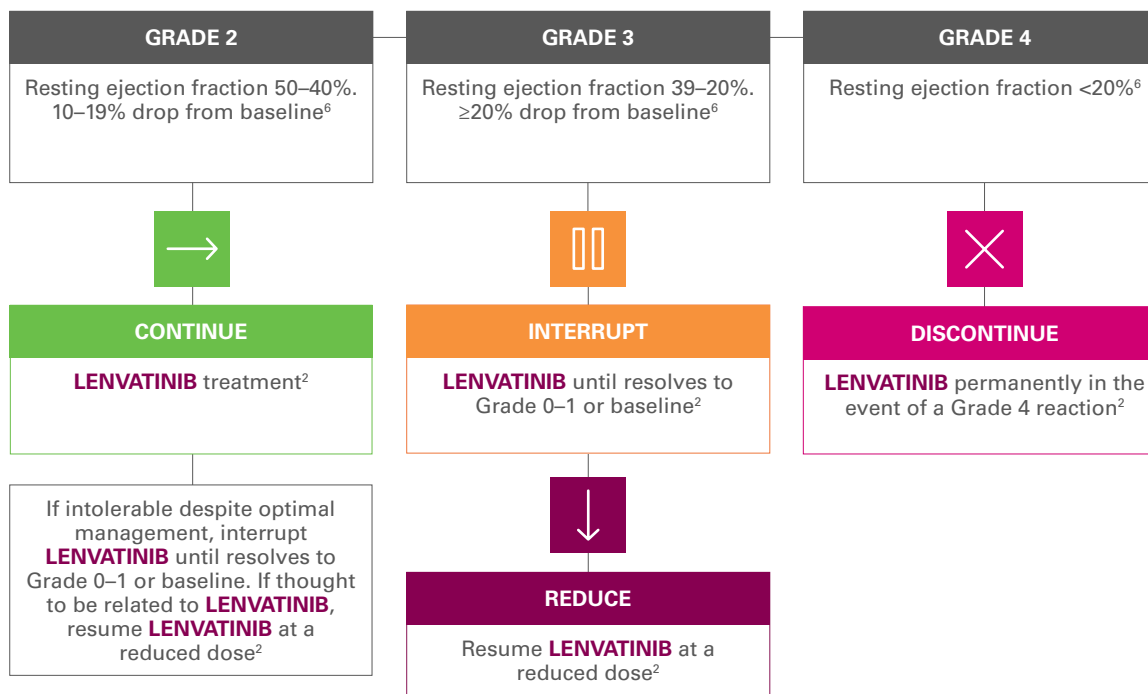 GRADE 2
Resting ejection fraction 50–40%.
10–19% drop from baseline⁶
CONTINUE
LENVATINIB treatment²
If intolerable despite optimal
management, interrupt
LENVATINIB until resolves to
Grade 0–1 or baseline. If thought
to be related to LENVATINIB,
resume LENVATINIB at a
reduced dose²
GRADE 3
Resting ejection fraction 39–20%.
≥20% drop from baseline⁶
INTERRUPT
LENVATINIB until resolves to
Grade 0–1 or baseline²
REDUCE
Resume LENVATINIB at a
reduced dose²
GRADE 4
Resting ejection fraction <20%⁶
DISCONTINUE
LENVATINIB permanently in the
event of a Grade 4 reaction²